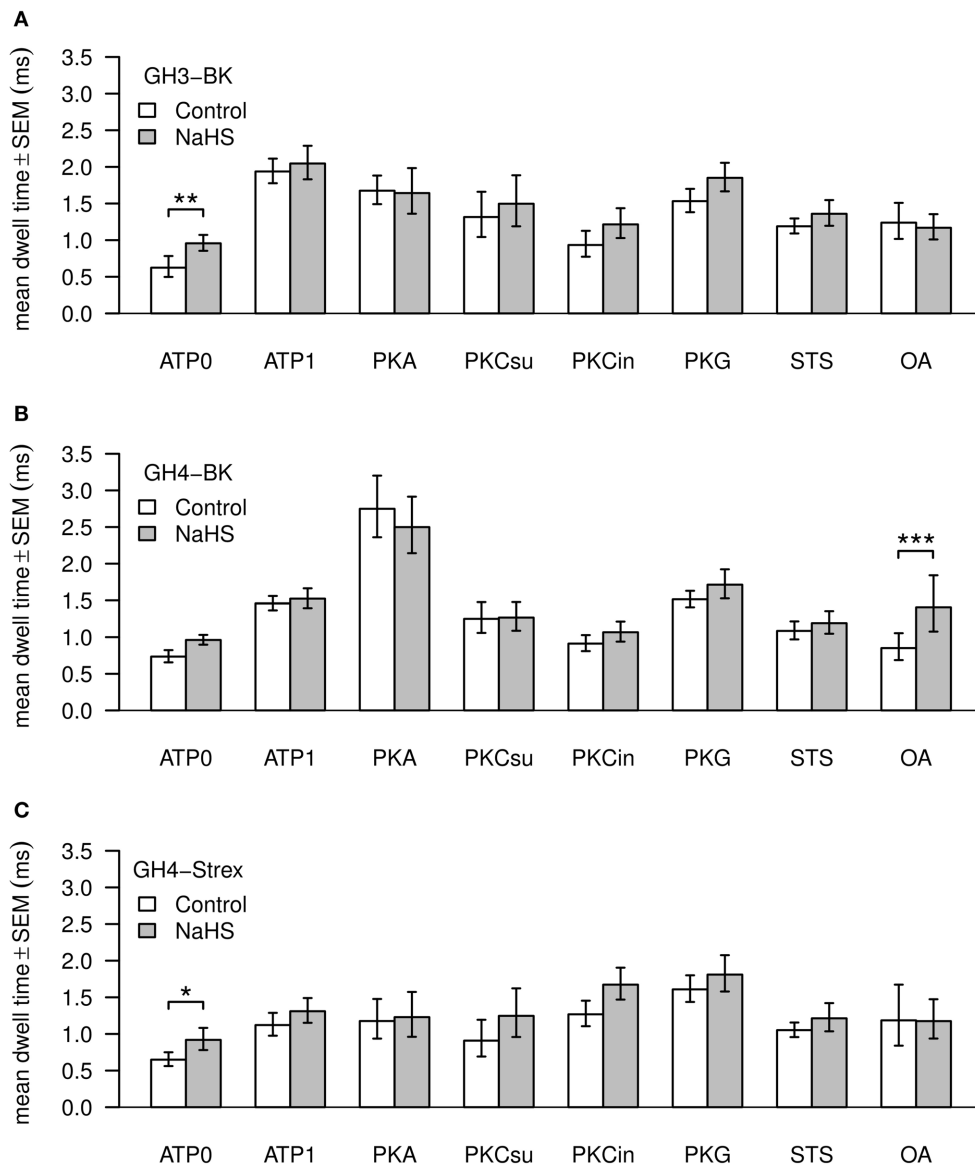 A
mean dwell time ± SEM (ms)
3.5
3.0
2.5
2.0
1.5
1.0
0.5
0.0
GH3−BK
Control
NaHS
**
ATP0 ATP1 PKA PKCsu PKCin PKG STS OA
B
mean dwell time ± SEM (ms)
3.5
3.0
2.5
2.0
1.5
1.0
0.5
0.0
GH4−BK
Control
NaHS
***
ATP0 ATP1 PKA PKCsu PKCin PKG STS OA
C
mean dwell time ± SEM (ms)
3.5
3.0
2.5
2.0
1.5
1.0
0.5
0.0
GH4−Strex
Control
NaHS
*
ATP0 ATP1 PKA PKCsu PKCin PKG STS OA